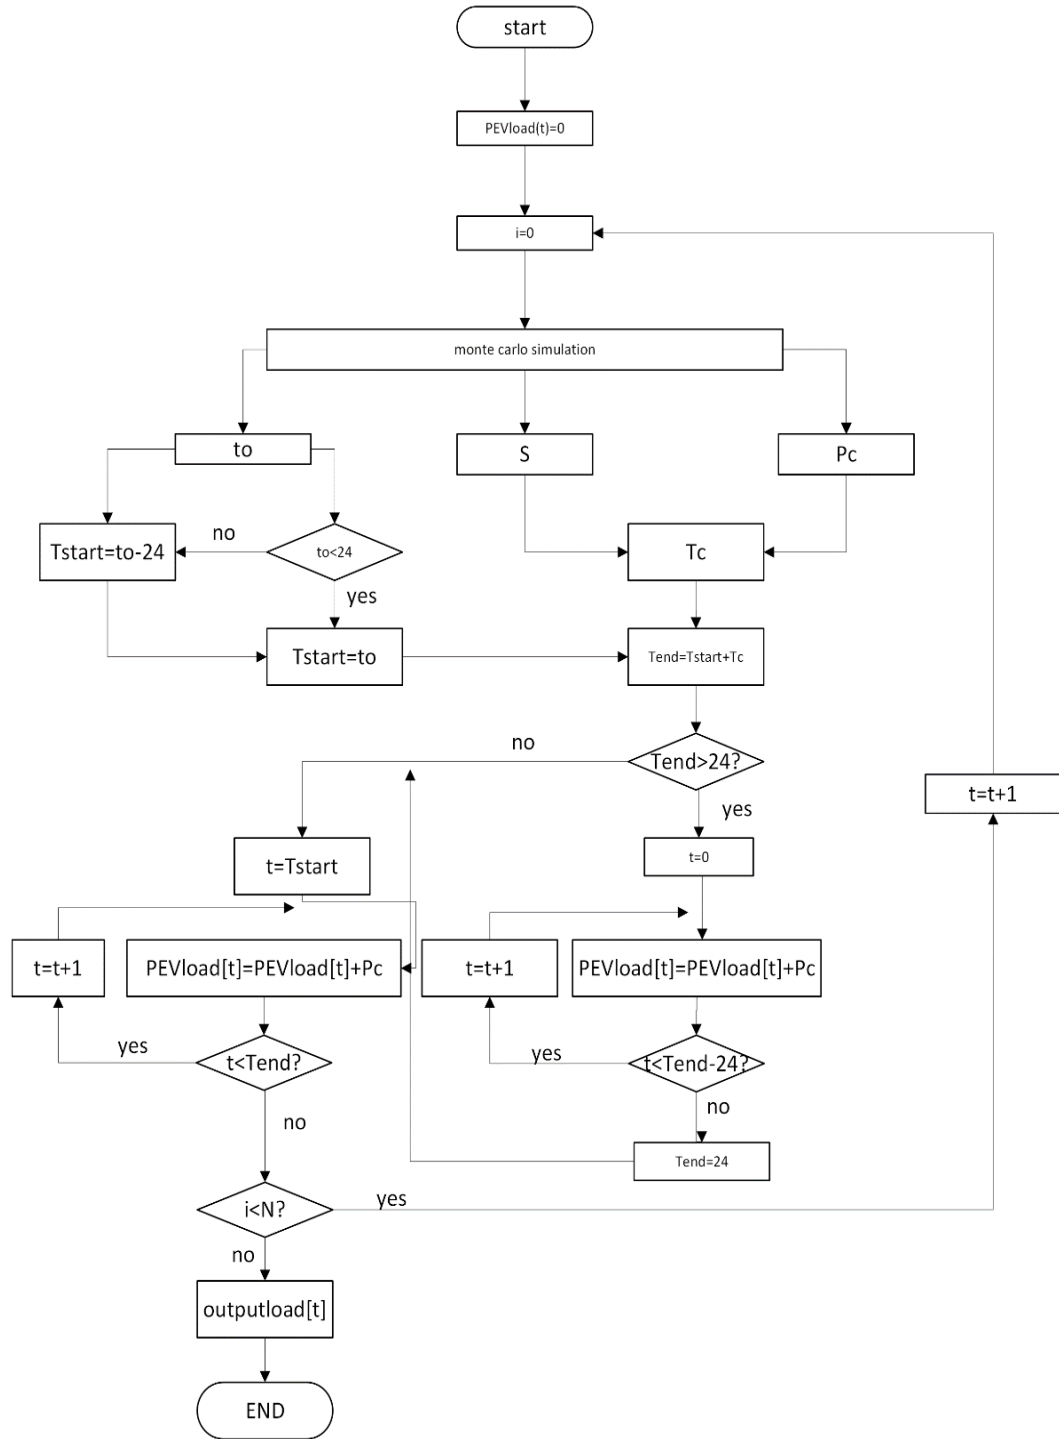 start
PEVload(t)=0
i=0
monte carlo simulation
to
S
Pc
Tstart=to-24
no
to<24
yes
Tc
Tstart=to
Tend=Tstart+Tc
no
Tend>24?
yes
t=t+1
t=Tstart
t=0
t=t+1
PEVload[t]=PEVload[t]+Pc
t=t+1
PEVload[t]=PEVload[t]+Pc
yes
t<Tend?
no
yes
t<Tend-24?
no
Tend=24
i<N?
yes
no
outputload[t]
END